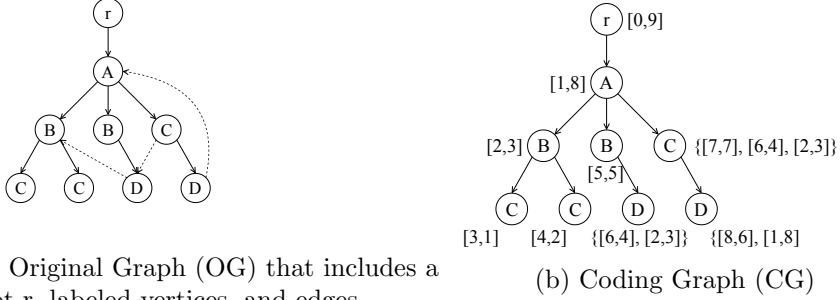 r
A
B B C
C C D D
Original Graph (OG) that includes a
r, labeled vertices, and edges
r [0,9]
[1,8] A
[2,3] B B C {[7,7], [6,4], [2,3]}
[5,5]
C C D D
[3,1] [4,2] {[6,4], [2,3]} {[8,6], [1,8]
(b) Coding Graph (CG)